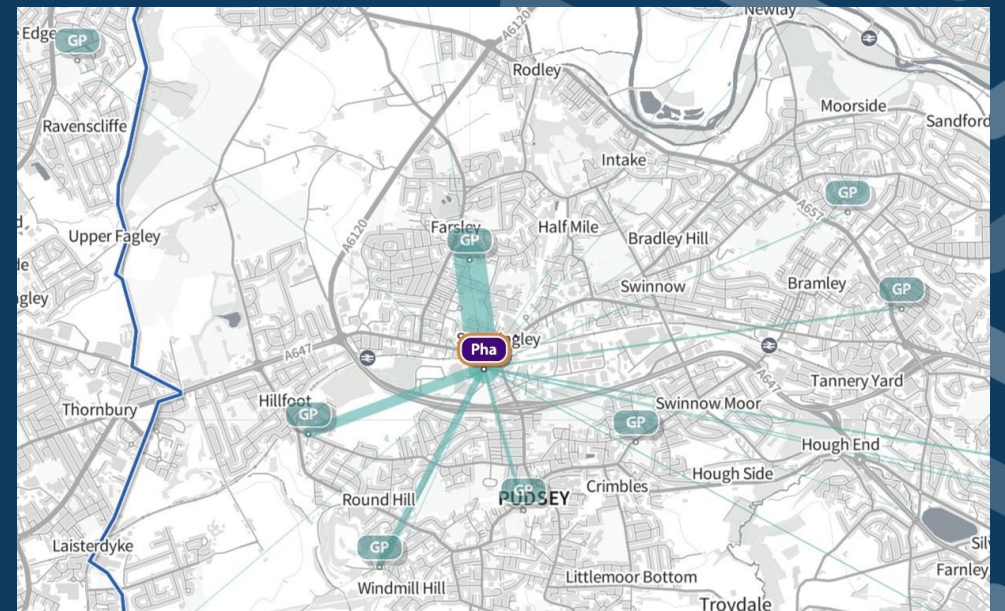 Newlay
Edge
GP
A6120
Rodley
Moorside
Ravenscliffe
Sandford
Intake
GP
A657
Farsley
Half Mile
Upper Fagley
A6120
GP
Bradley Hill
Swinnow
Bramley
GP
Pha
A647
A647
Tannery Yard
Hillfoot
Thornbury
GP
Swinnow Moor
GP
Hough End
Hough Side
Crimbles
Round Hill
GP
PUDSEY
Laisterdyke
GP
Littlemoor Bottom
Farnley
Windmill Hill
Troydale